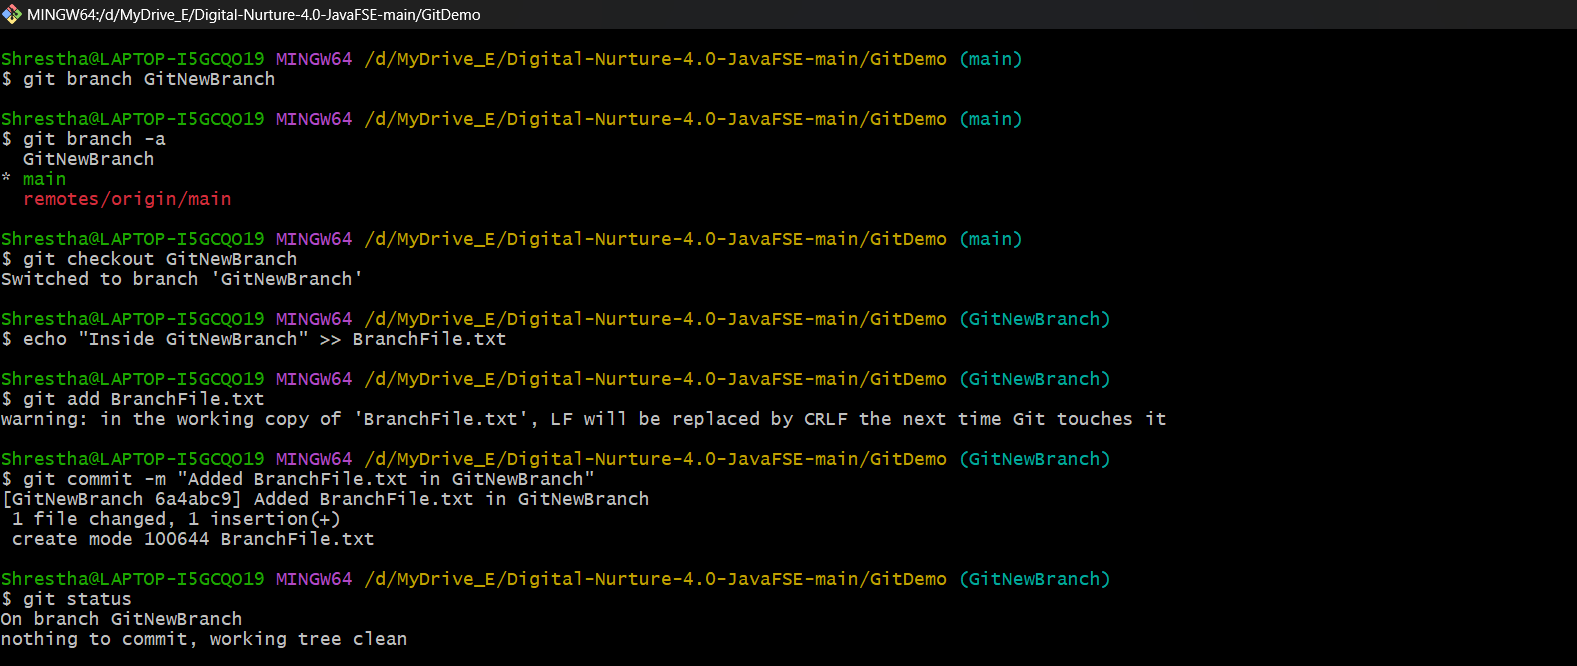 MINGW64:/d/MyDrive_E/Digital-Nurture-4.0-JavaFSE-main/GitDemo
Shrestha@LAPTOP-I5GCQO19 MINGW64 /d/MyDrive_E/Digital-Nurture-4.0-JavaFSE-main/GitDemo (main)
$ git branch GitNewBranch
Shrestha@LAPTOP-I5GCQO19 MINGW64 /d/MyDrive_E/Digital-Nurture-4.0-JavaFSE-main/GitDemo (main)
$ git branch -a
  GitNewBranch
* main
  remotes/origin/main
Shrestha@LAPTOP-I5GCQO19 MINGW64 /d/MyDrive_E/Digital-Nurture-4.0-JavaFSE-main/GitDemo (main)
$ git checkout GitNewBranch
Switched to branch 'GitNewBranch'
Shrestha@LAPTOP-I5GCQO19 MINGW64 /d/MyDrive_E/Digital-Nurture-4.0-JavaFSE-main/GitDemo (GitNewBranch)
$ echo "Inside GitNewBranch" >> BranchFile.txt
Shrestha@LAPTOP-I5GCQO19 MINGW64 /d/MyDrive_E/Digital-Nurture-4.0-JavaFSE-main/GitDemo (GitNewBranch)
$ git add BranchFile.txt
warning: in the working copy of 'BranchFile.txt', LF will be replaced by CRLF the next time Git touches it
Shrestha@LAPTOP-I5GCQO19 MINGW64 /d/MyDrive_E/Digital-Nurture-4.0-JavaFSE-main/GitDemo (GitNewBranch)
$ git commit -m "Added BranchFile.txt in GitNewBranch"
[GitNewBranch 6a4abc9] Added BranchFile.txt in GitNewBranch
 1 file changed, 1 insertion(+)
 create mode 100644 BranchFile.txt
Shrestha@LAPTOP-I5GCQO19 MINGW64 /d/MyDrive_E/Digital-Nurture-4.0-JavaFSE-main/GitDemo (GitNewBranch)
$ git status
On branch GitNewBranch
nothing to commit, working tree clean